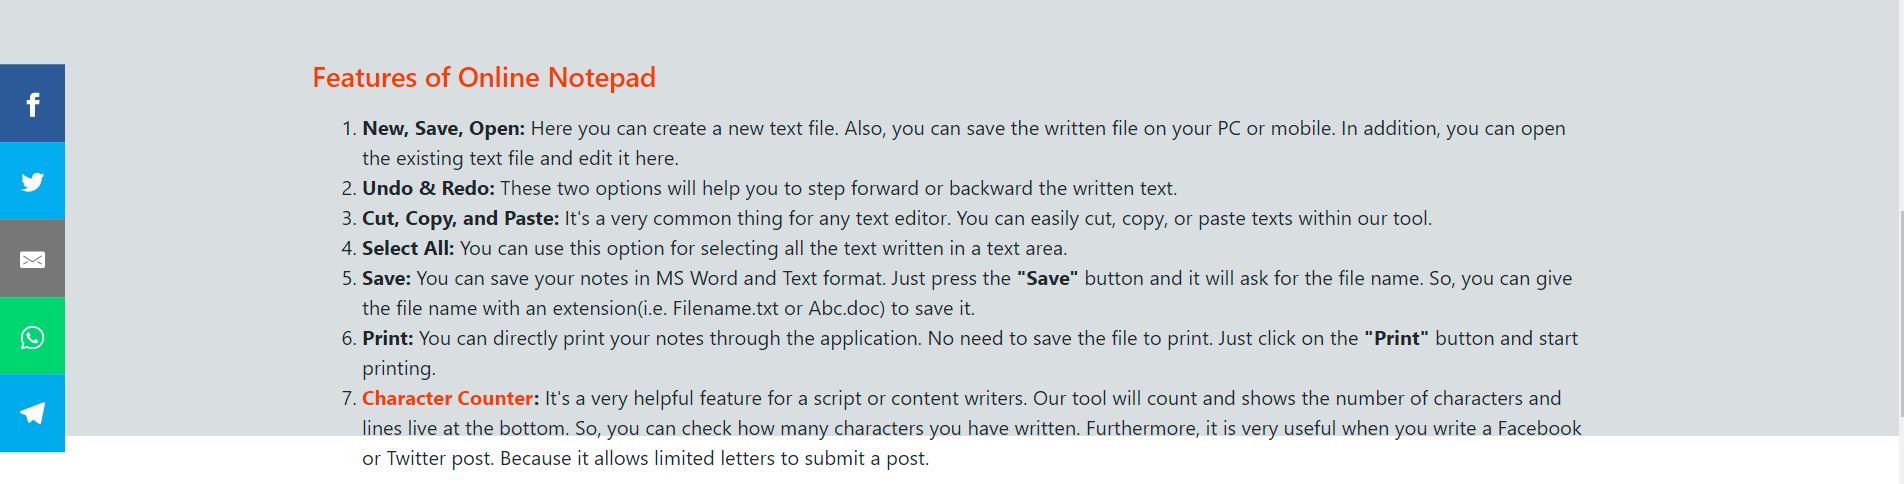 Features of Online Notepad
1. New, Save, Open: Here you can create a new text file. Also, you can save the written file on your PC or mobile. In addition, you can open
the existing text file and edit it here.
2. Undo & Redo: These two options will help you to step forward or backward the written text.
3. Cut, Copy, and Paste: It's a very common thing for any text editor. You can easily cut, copy, or paste texts within our tool.
4. Select All: You can use this option for selecting all the text written in a text area.
5. Save: You can save your notes in MS Word and Text format. Just press the "Save" button and it will ask for the file name. So, you can give
the file name with an extension(i.e. Filename.txt or Abc.doc) to save it.
6. Print: You can directly print your notes through the application. No need to save the file to print. Just click on the "Print" button and start
printing.
7. Character Counter: It's a very helpful feature for a script or content writers. Our tool will count and shows the number of characters and
lines live at the bottom. So, you can check how many characters you have written. Furthermore, it is very useful when you write a Facebook
or Twitter post. Because it allows limited letters to submit a post.